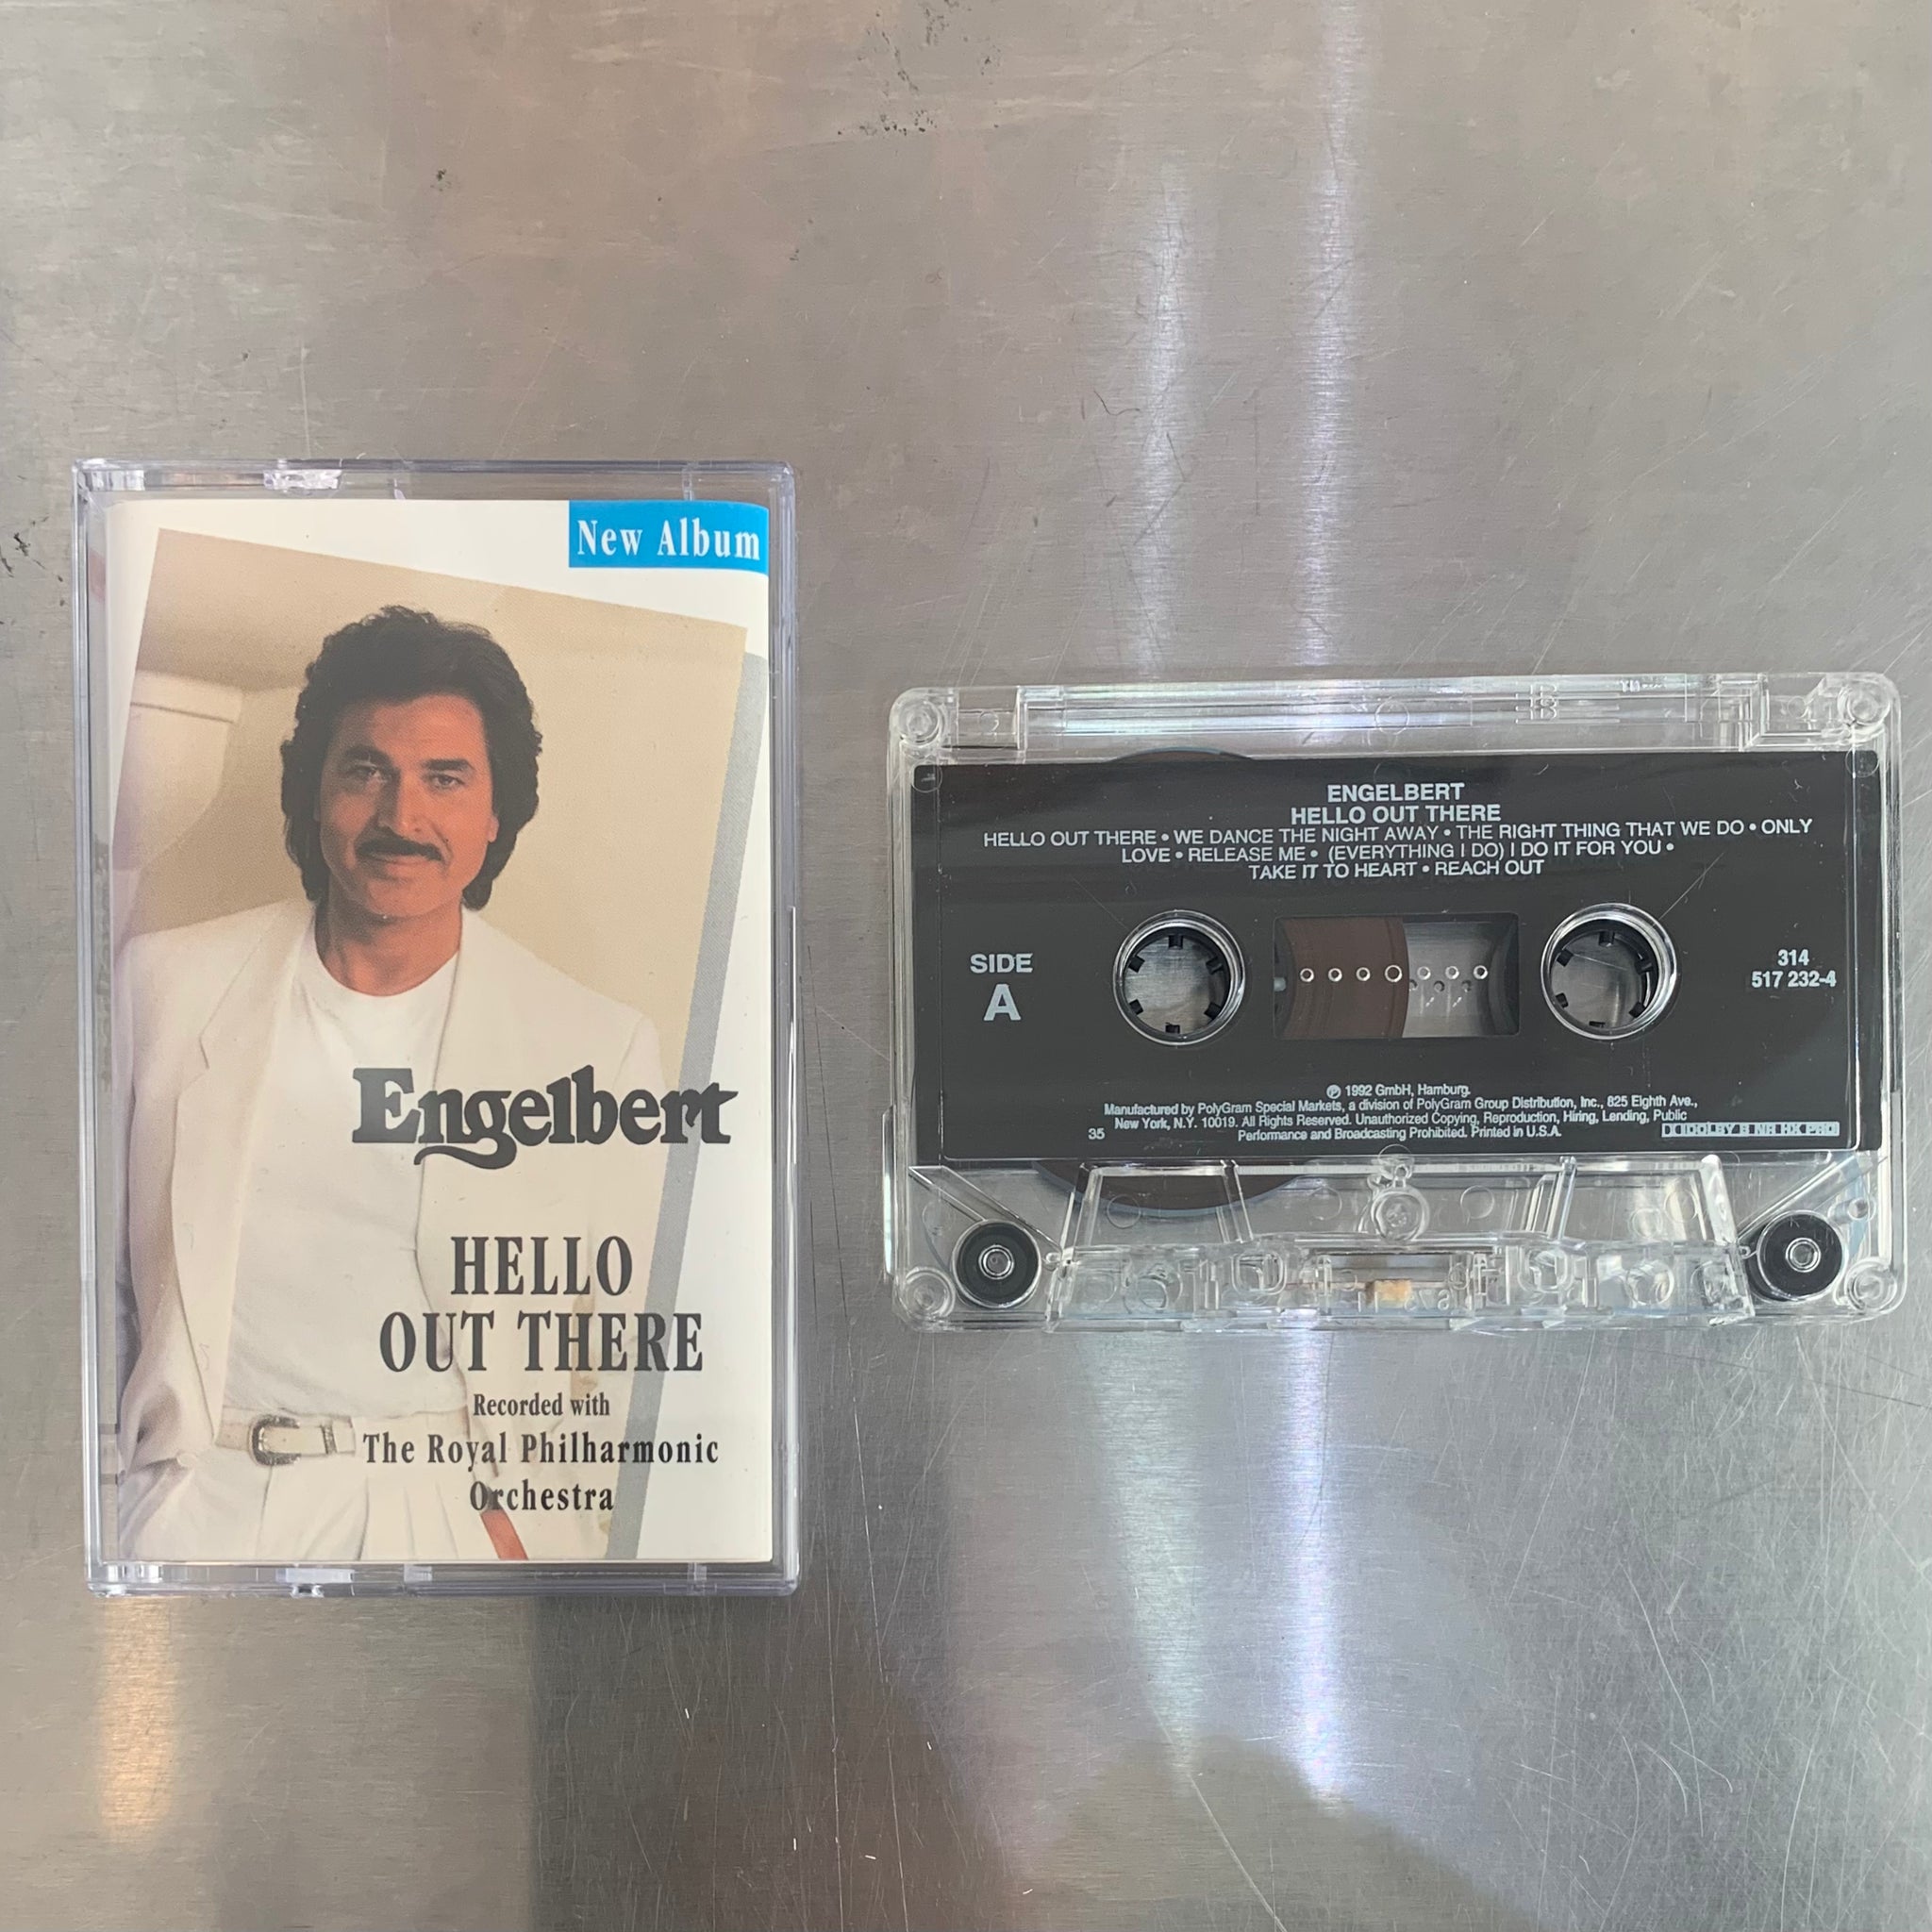 New Album
Engelbert
HELLO
OUT THERE
Recorded with
The Royal Philharmonic
Orchestra
ENGELBERT
HELLO OUT THERE
HELLO OUT THERE • WE DANCE THE NIGHT AWAY • THE RIGHT THING THAT WE DO • ONLY
LOVE • RELEASE ME • (EVERYTHING I DO) I DO IT FOR YOU •
TAKE IT TO HEART • REACH OUT
SIDE
A
314
517 232-4
℗ 1992 GmbH, Hamburg.
Manufactured by PolyGram Special Markets, a division of PolyGram Group Distribution, Inc., 825 Eighth Ave.,
New York, N.Y. 10019. All Rights Reserved. Unauthorized Copying, Reproduction, Hiring, Lending, Public
Performance and Broadcasting Prohibited. Printed in U.S.A.
35
DOLBY B NR HX PRO